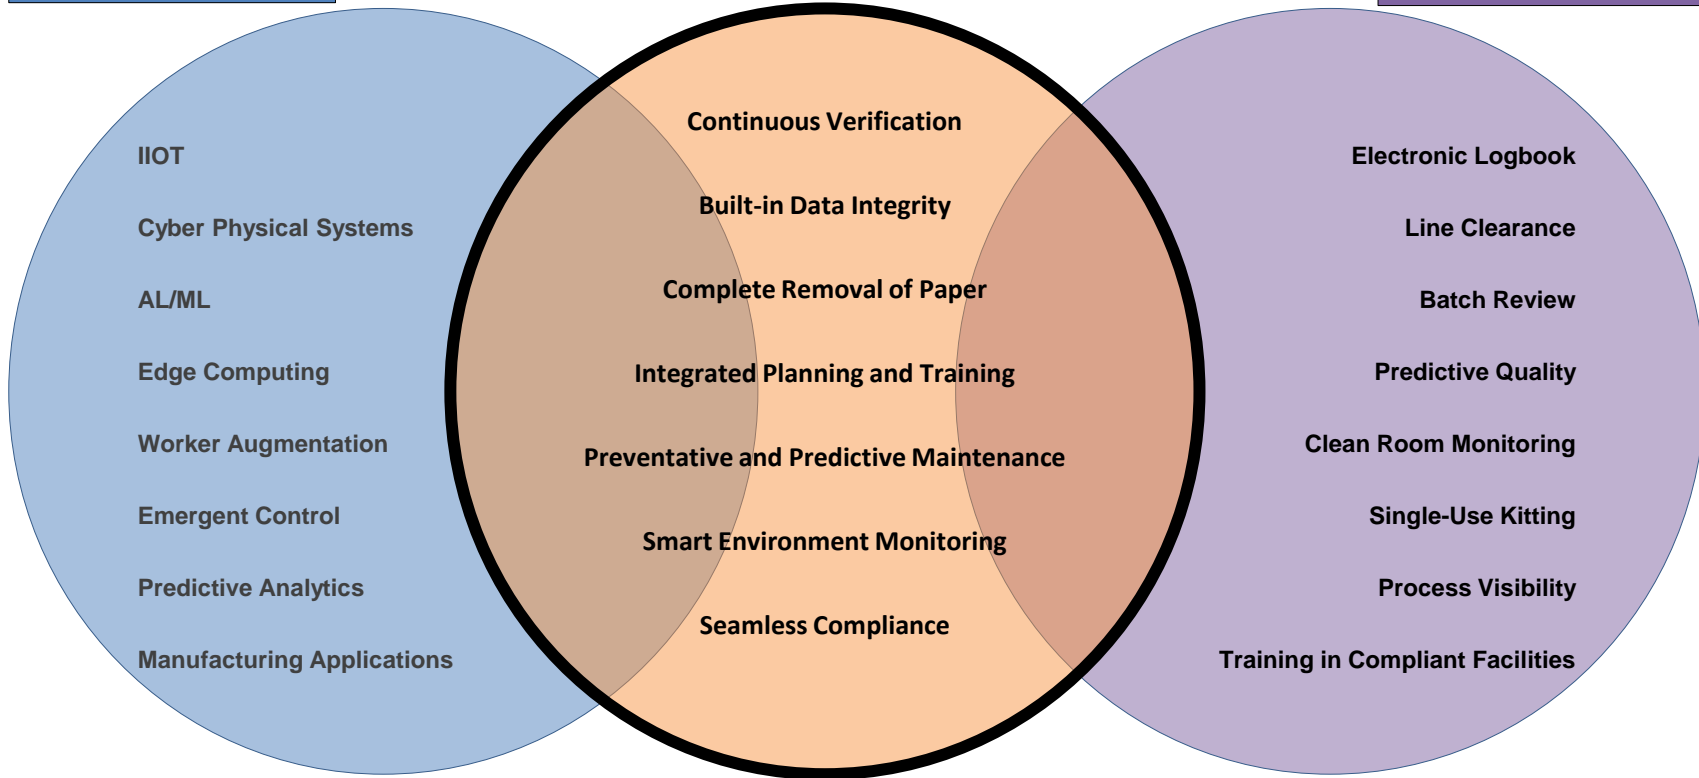 IIOT
Cyber Physical Systems
AL/ML
Edge Computing
Worker Augmentation
Emergent Control
Predictive Analytics
Manufacturing Applications
Continuous Verification
Built-in Data Integrity
Complete Removal of Paper
Integrated Planning and Training
Preventative and Predictive Maintenance
Smart Environment Monitoring
Seamless Compliance
Electronic Logbook
Line Clearance
Batch Review
Predictive Quality
Clean Room Monitoring
Single-Use Kitting
Process Visibility
Training in Compliant Facilities